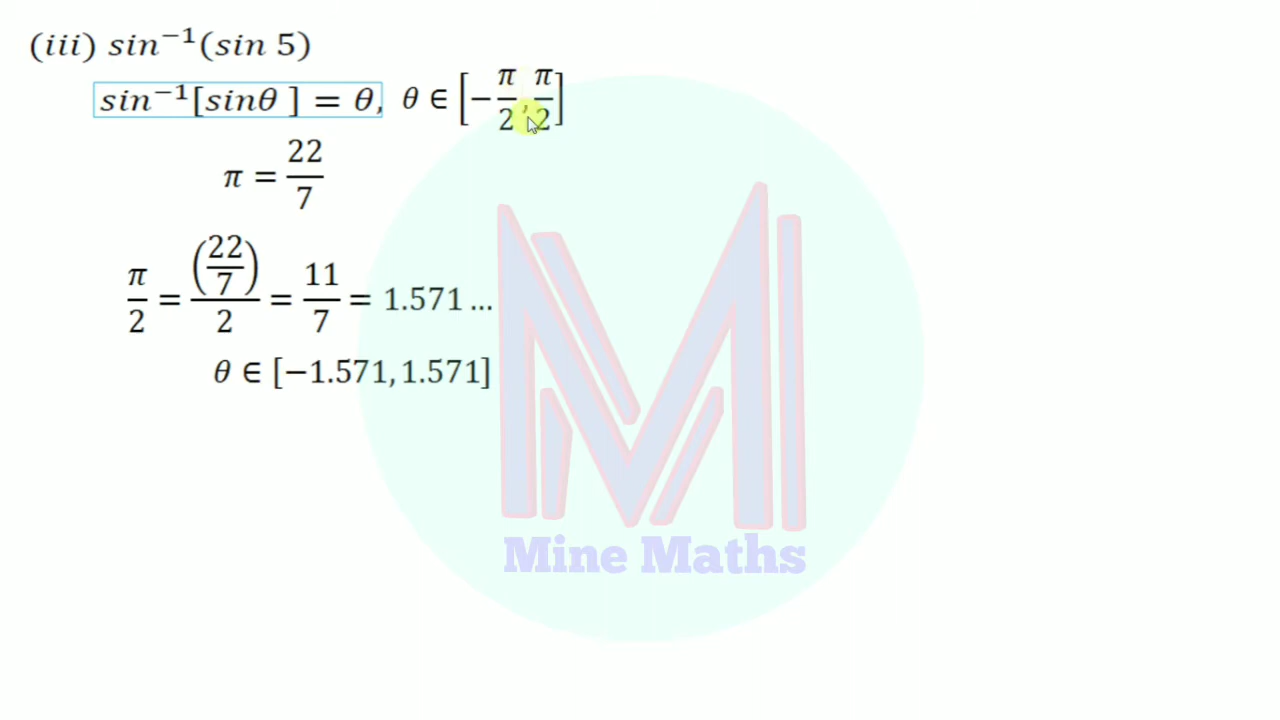 (iii) sin⁻¹(sin 5)
sin⁻¹[sinθ ] = θ, θ ∈ [−π/2, π/2]
π = 22/7
π/2 = (22/7)/2 = 11/7 = 1.571 ...
θ ∈ [−1.571, 1.571]
Mine Maths